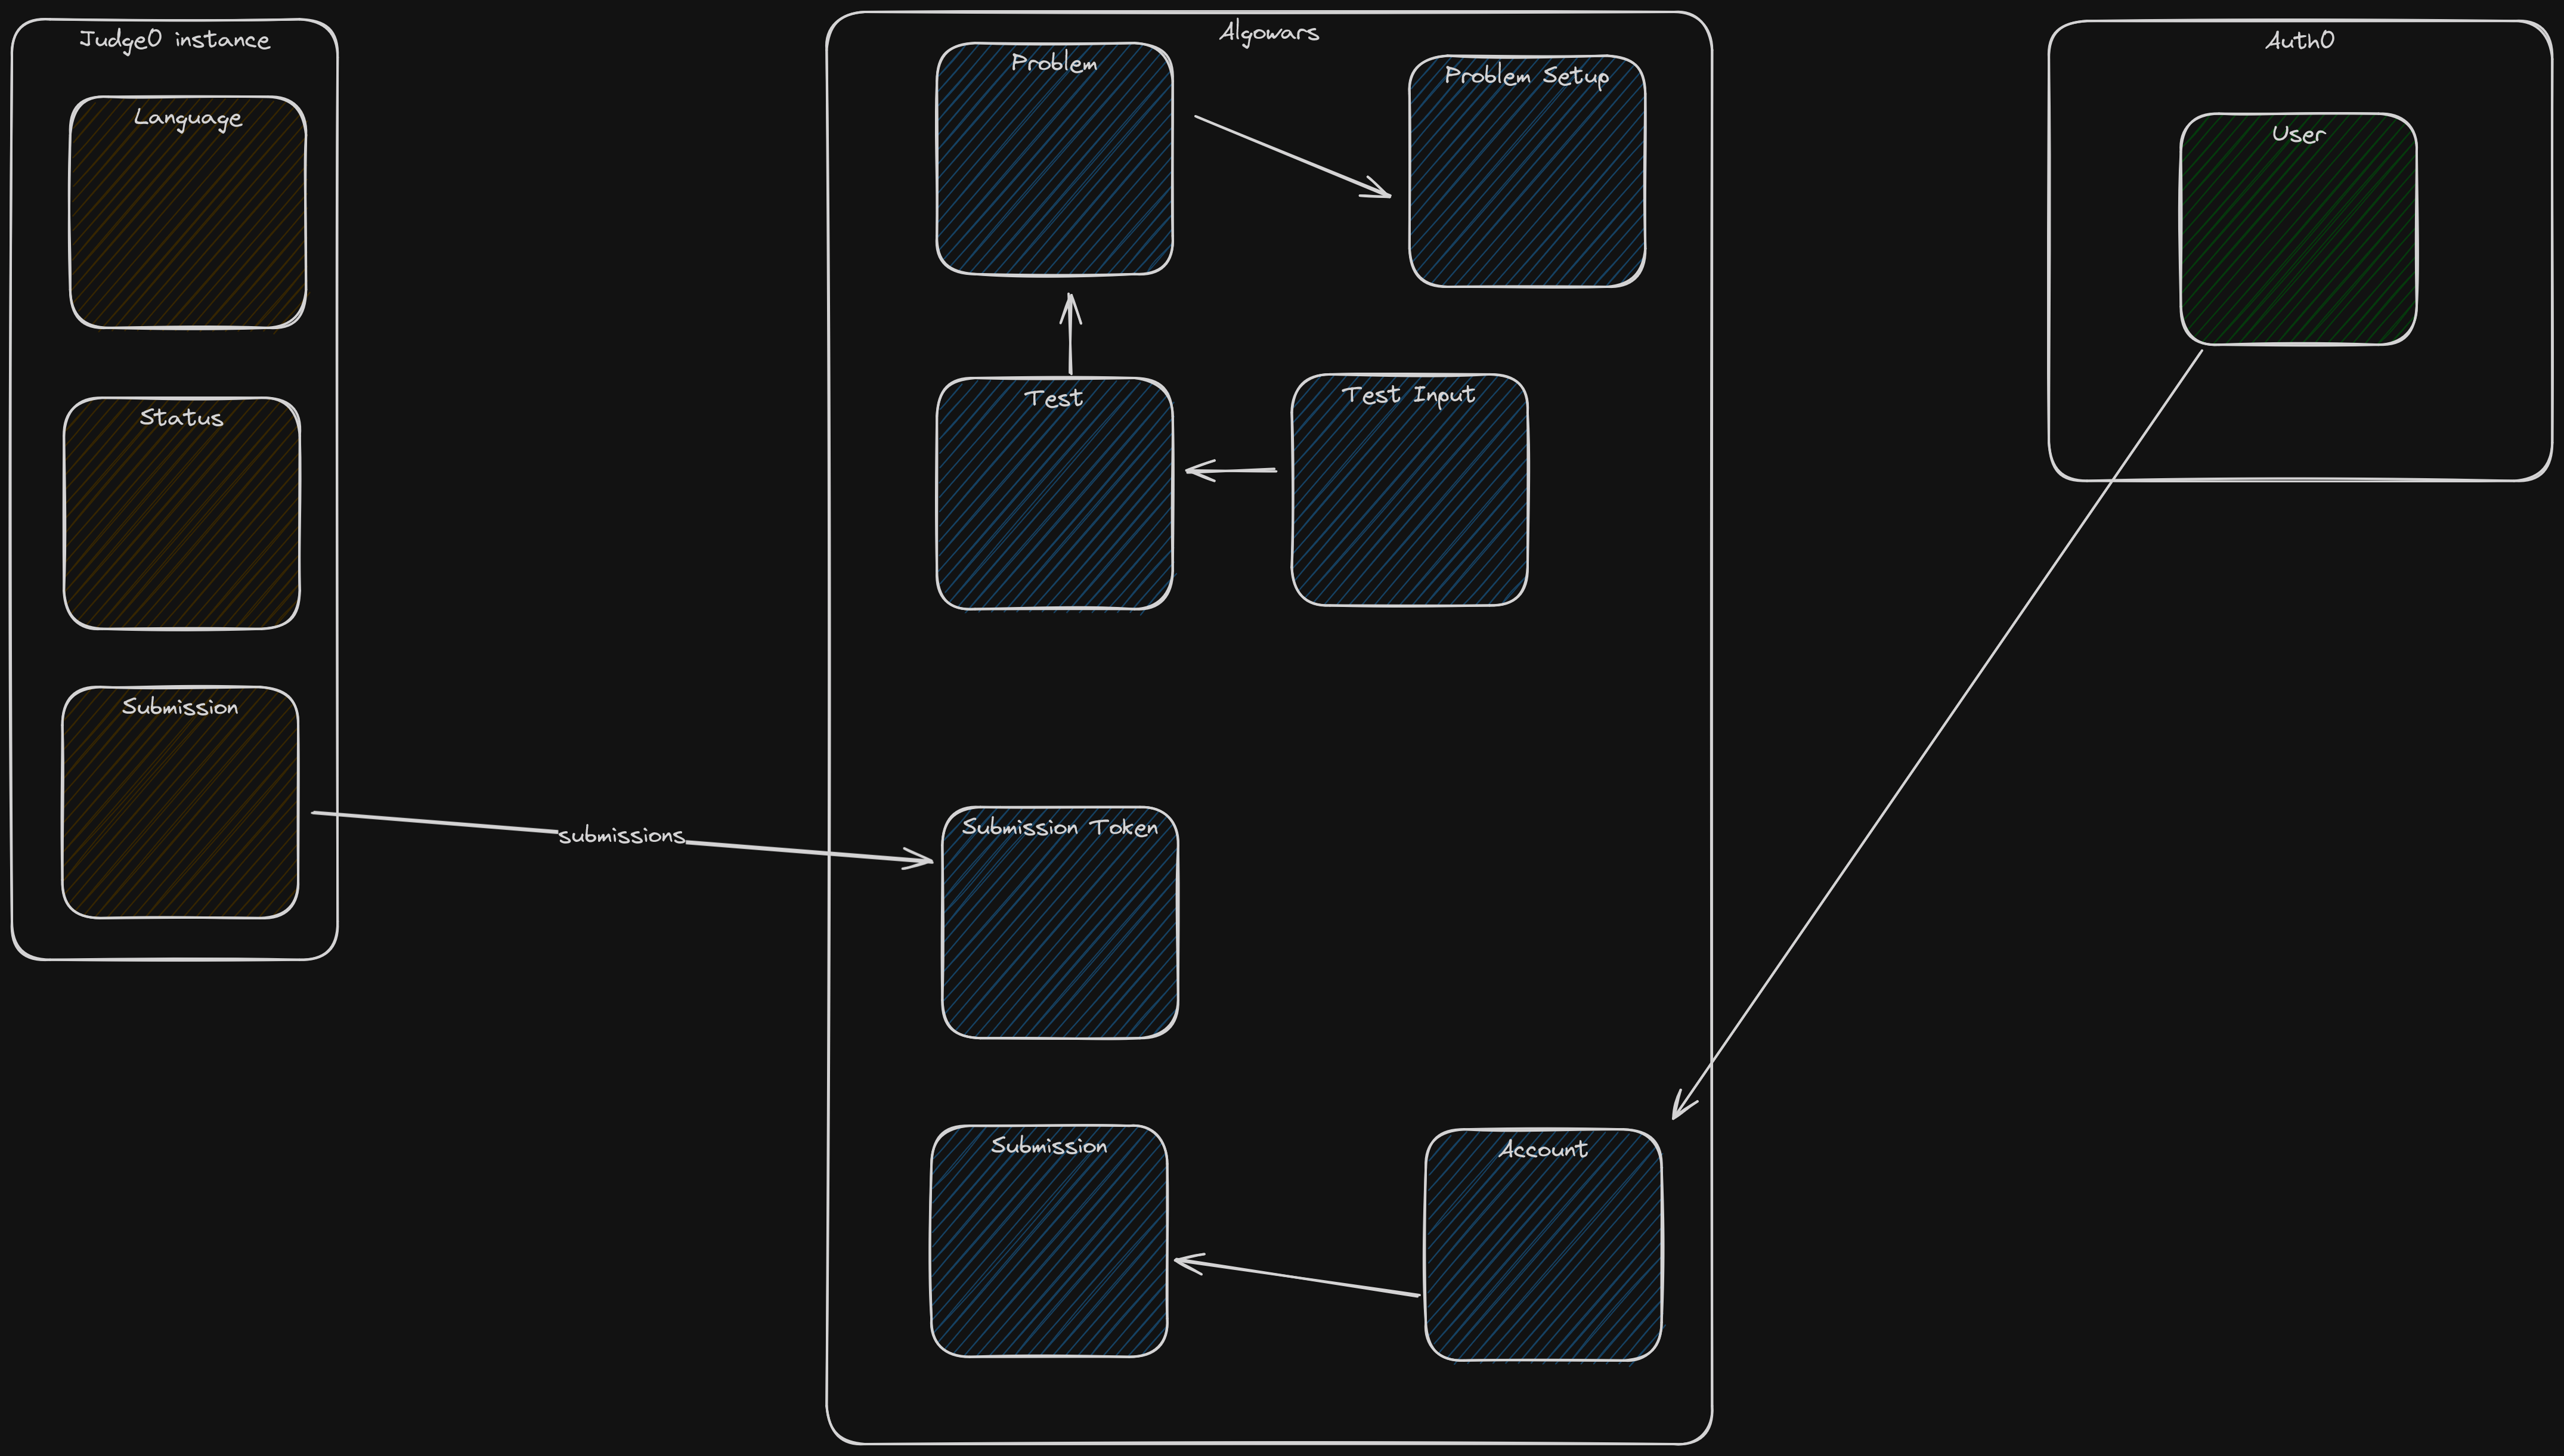 Judge0 instance
Language
Status
Submission
submissions
Algowars
Problem
Problem Setup
Test
Test Input
Submission Token
Submission
Account
Auth0
User